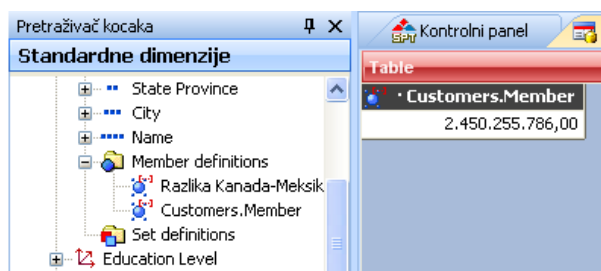 Pretraživač kocaka
Standardne dimenzije
State Province
City
Name
Member definitions
Razlika Kanada-Meksik
Customers.Member
Set definitions
Education Level
Kontrolni panel
Table
· Customers.Member
2.450.255.786,00